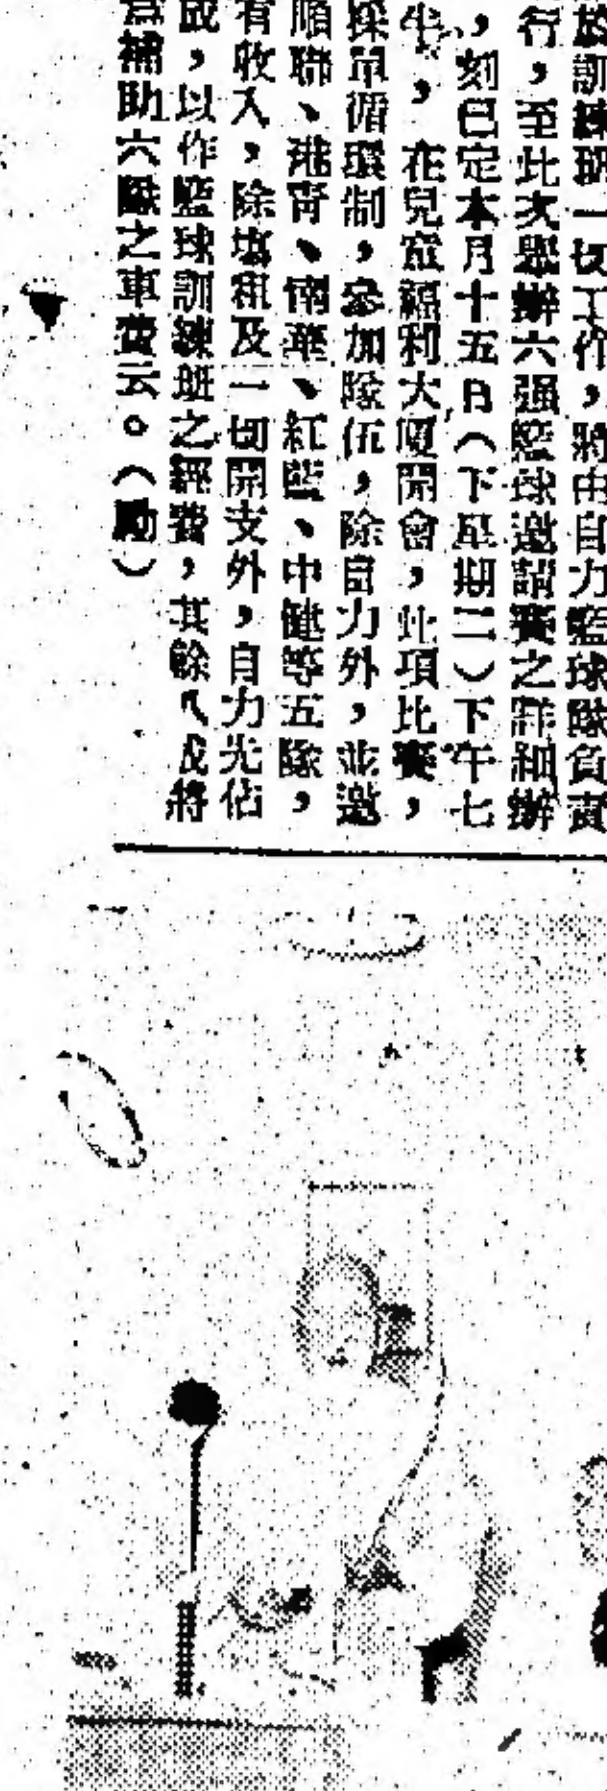 於訓練班一切工作，將由自力籃球隊負責
行，至此次舉辦六强籃球邀請賽之詳細辦
，刻已定本月十五日（下星期二）下午七
半，在兒童福利大厦開會，此項比賽，
採單循環制，參加隊伍，除自力外，並邀
順聯、港青、南華、紅藍、中健等五隊，
有收入，除塲租及一切開支外，自力先佔
成，以作籃球訓練班之經費，其餘八成將
爲補助六隊之車費云。（勵）